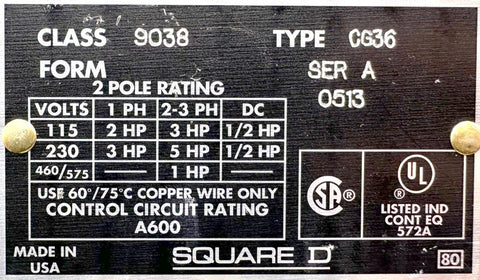 CLASS 9038 TYPE CG36
FORM SER A
0513
2 POLE RATING
VOLTS 1 PH 2-3 PH DC
115 2 HP 3 HP 1/2 HP
230 3 HP 5 HP 1/2 HP
460/575 — 1 HP —
USE 60°/75°C COPPER WIRE ONLY
CONTROL CIRCUIT RATING
A600
SA ®
UL ®
LISTED IND
CONT EQ
572A
MADE IN
USA
SQUARE D
80